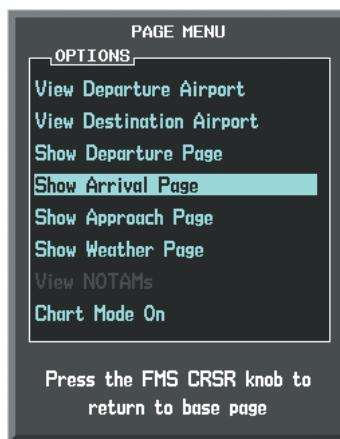 PAGE MENU
OPTIONS
View Departure Airport
View Destination Airport
Show Departure Page
Show Arrival Page
Show Approach Page
Show Weather Page
View NOTAMs
Chart Mode On
Press the FMS CRSR knob to
return to base page